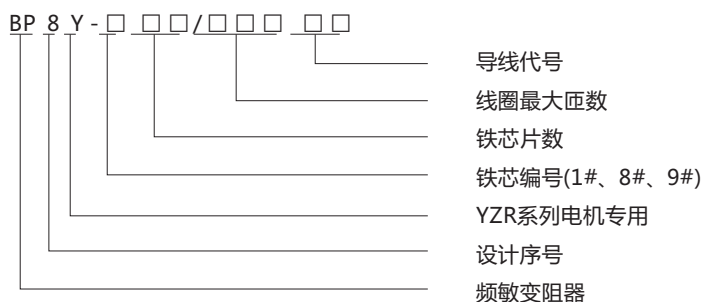 BP 8 Y - □ □ □ / □ □ □ □ □
导线代号
线圈最大匝数
铁芯片数
铁芯编号(1#、8#、9#)
YZR系列电机专用
设计序号
频敏变阻器